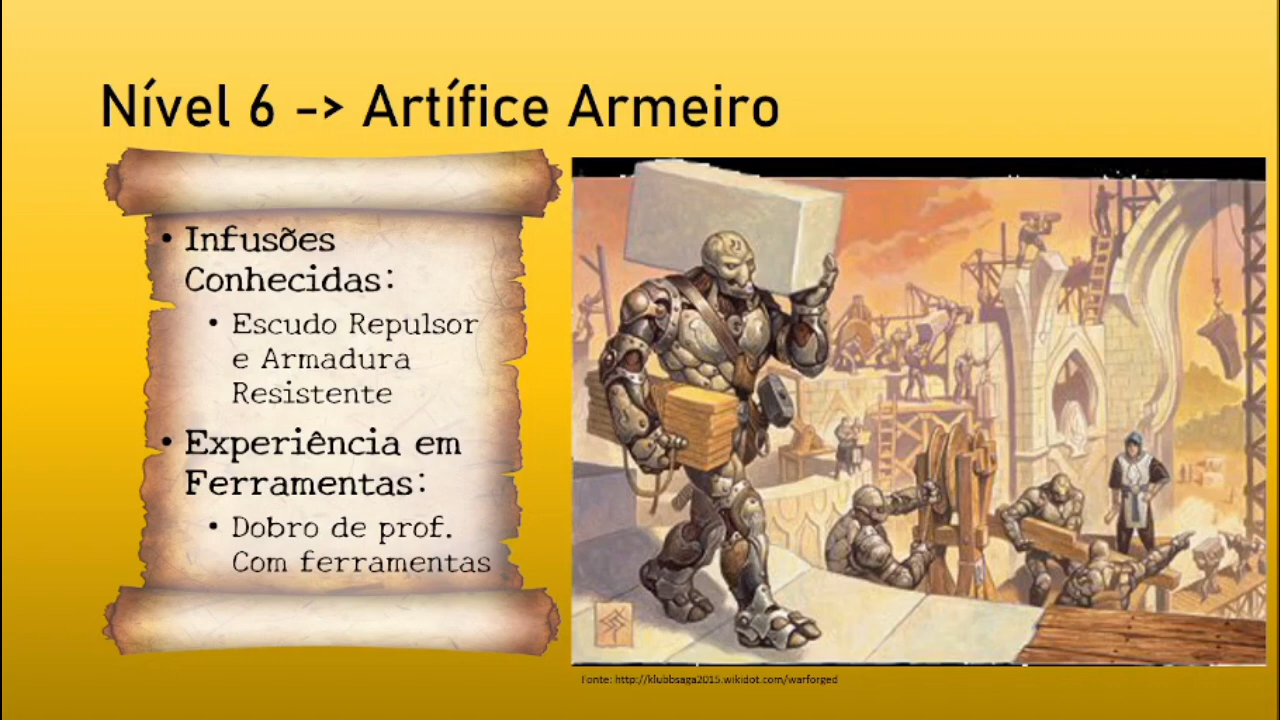 Nível 6 -> Artífice Armeiro
• Infusões
Conhecidas:
• Escudo Repulsor
e Armadura
Resistente
• Experiência em
Ferramentas:
• Dobro de prof.
Com ferramentas
Fonte: http://klubbsaga2015.wikidot.com/warforged